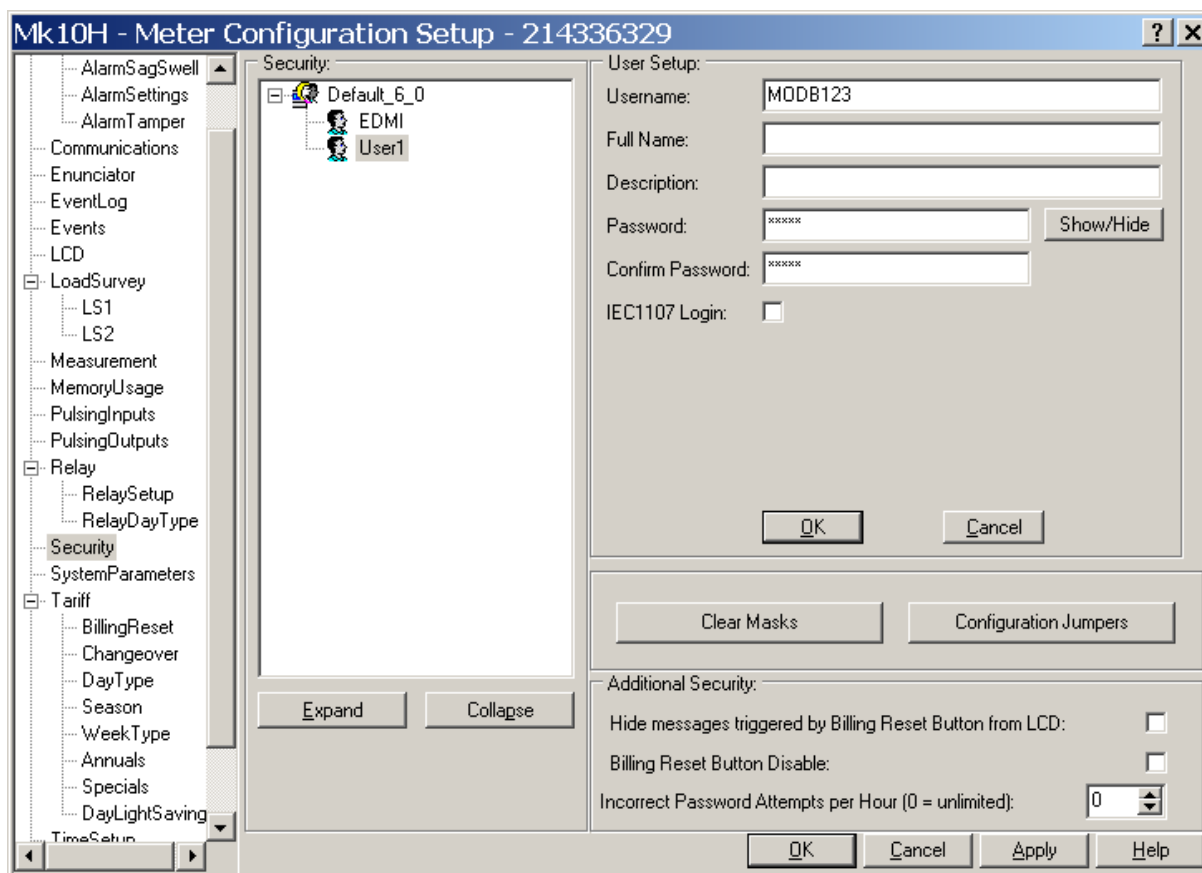 Mk10H - Meter Configuration Setup - 214336329
AlarmSagSwell
AlarmSettings
AlarmTamper
Communications
Enunciator
EventLog
Events
LCD
LoadSurvey
LS1
LS2
Measurement
MemoryUsage
PulsingInputs
PulsingOutputs
Relay
RelaySetup
RelayDayType
Security
SystemParameters
Tariff
BillingReset
Changeover
DayType
Season
WeekType
Annuals
Specials
DayLightSaving
TimeSetup
Security:
Default_6_0
EDMI
User1
Expand
Collapse
User Setup:
Username: MODB123
Full Name:
Description:
Password: ***** Show/Hide
Confirm Password: *****
IEC1107 Login:
OK Cancel
Clear Masks Configuration Jumpers
Additional Security:
Hide messages triggered by Billing Reset Button from LCD:
Billing Reset Button Disable:
Incorrect Password Attempts per Hour (0 = unlimited): 0
OK Cancel Apply Help